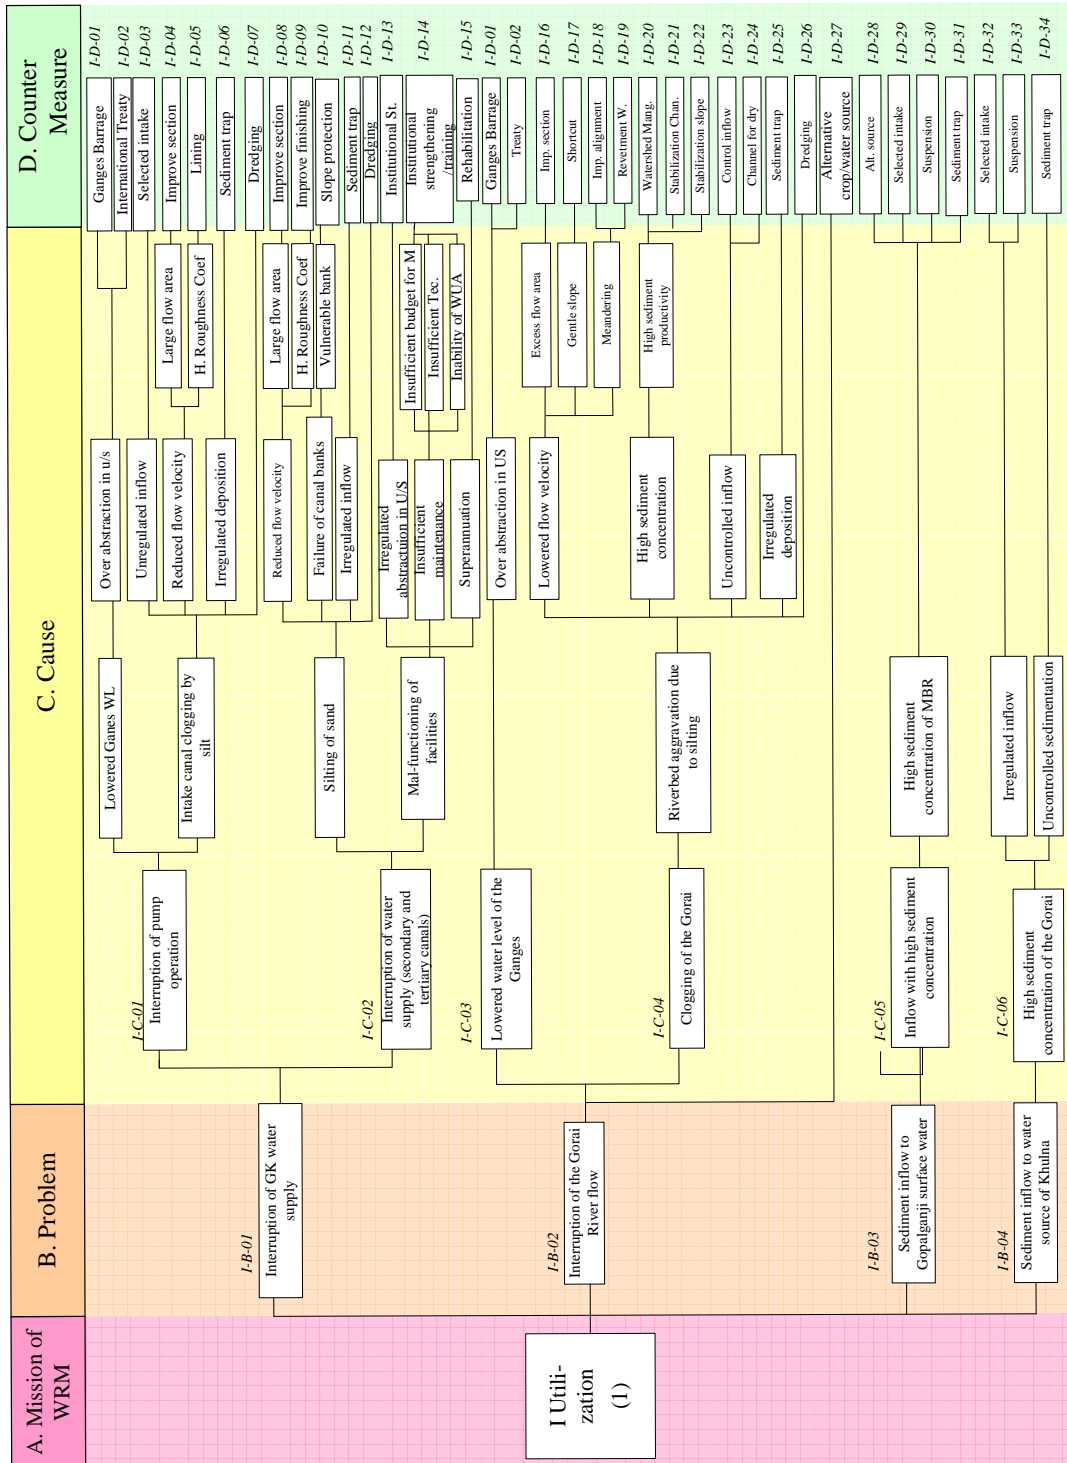 A. Mission of
WRM
B. Problem
C. Cause
D. Counter
Measure
I Utili-
zation
(1)
I-B-01
Interruption of GK water
supply
I-B-02
Interruption of the Gorai
River flow
I-B-03
Sediment inflow to
Gopalganji surface water
I-B-04
Sediment inflow to water
source of Khulna
I-C-01
Interruption of pump
operation
I-C-02
Interruption of water
supply (secondary and
tertiary canals)
I-C-03
Lowered water level of the
Ganges
I-C-04
Clogging of the Gorai
I-C-05
Inflow with high sediment
concentration
I-C-06
High sediment
concentration of the Gorai
Lowered Ganes WL
Intake canal clogging by
silt
Silting of sand
Mal-functioning of
facilities
Riverbed aggravation due
to silting
High sediment
concentration of MBR
Irregulated inflow
Uncontrolled sedimentation
Over abstraction in u/s
Unregulated inflow
Reduced flow velocity
Irregulated deposition
Reduced flow velocity
Failure of canal banks
Irregulated inflow
Irregulated
abstractuion in U/S
Insufficient
maintenance
Superannuation
Over abstraction in US
Lowered flow velocity
High sediment
concentration
Uncontrolled inflow
Irregulated
deposition
Large flow area
H. Roughness Coef
Large flow area
H. Roughness Coef
Vulnerable bank
Insufficient budget for M
Insufficient Tec.
Inability of WUA
Excess flow area
Gentle slope
Meandering
High sediment
productivity
Ganges Barrage
I-D-01
International Treaty
I-D-02
Selected intake
I-D-03
Improve section
I-D-04
Lining
I-D-05
Sediment trap
I-D-06
Dredging
I-D-07
Improve section
I-D-08
Improve finishing
I-D-09
Slope protection
I-D-10
Sediment trap
I-D-11
Dredging
I-D-12
Institutional St.
I-D-13
Institutional
strengthening
/training
I-D-14
Rehabilitation
I-D-15
Ganges Barrage
I-D-01
Treaty
I-D-02
Imp. section
I-D-16
Shortcut
I-D-17
Imp. alignment
I-D-18
Revetment W.
I-D-19
Watershed Mang.
I-D-20
Stabilization Chan.
I-D-21
Stabilization slope
I-D-22
Control inflow
I-D-23
Channel for dry
I-D-24
Sediment trap
I-D-25
Dredging
I-D-26
Alternative
crop/water source
I-D-27
Alt. source
I-D-28
Selected intake
I-D-29
Suspension
I-D-30
Sediment trap
I-D-31
Selected intake
I-D-32
Suspension
I-D-33
Sediment trap
I-D-34